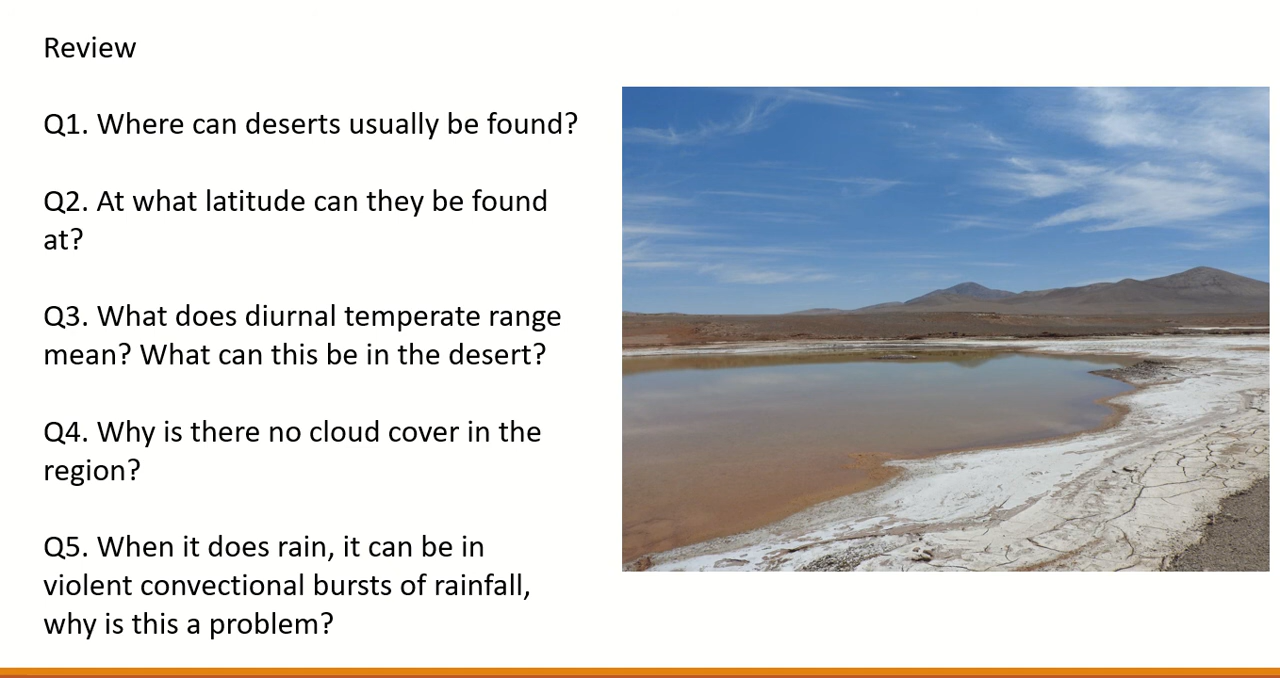 Review
Q1. Where can deserts usually be found?
Q2. At what latitude can they be found
at?
Q3. What does diurnal temperate range
mean? What can this be in the desert?
Q4. Why is there no cloud cover in the
region?
Q5. When it does rain, it can be in
violent convectional bursts of rainfall,
why is this a problem?